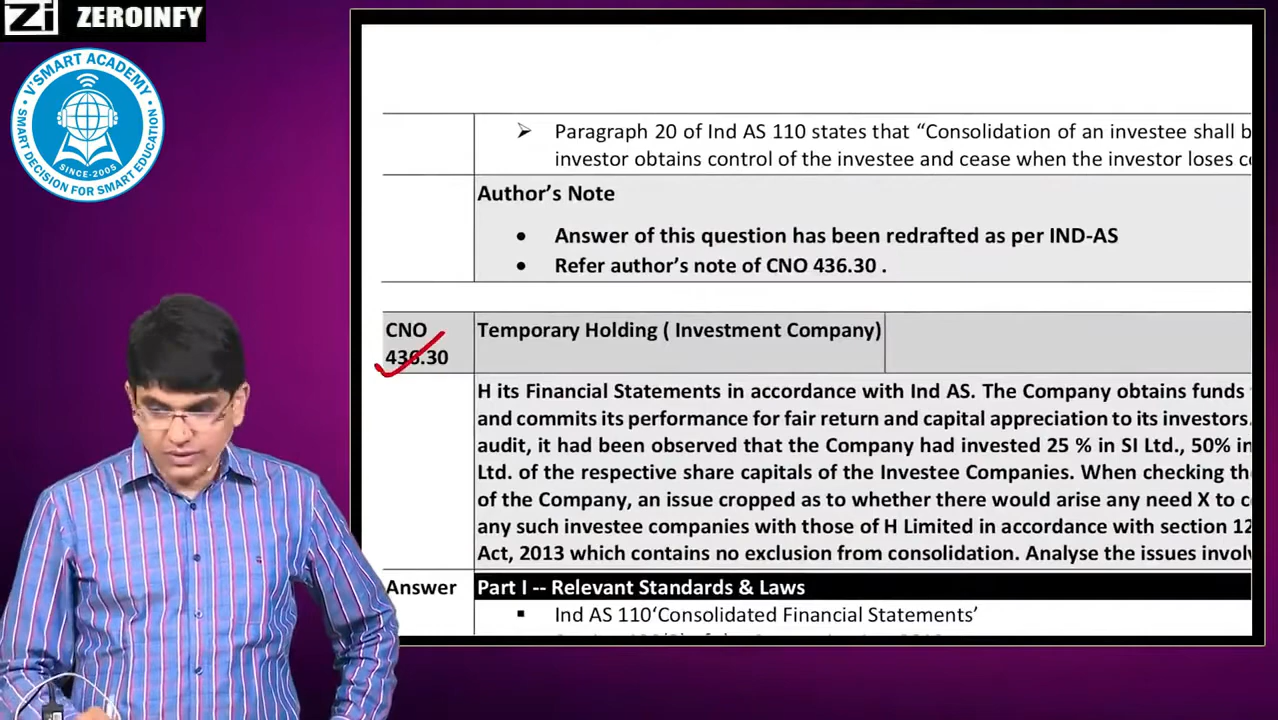 Zi ZEROINFY
V'SMART ACADEMY
SINCE-2005
SMART DECISION FOR SMART EDUCATION
➢ Paragraph 20 of Ind AS 110 states that “Consolidation of an investee shall b
investor obtains control of the investee and cease when the investor loses c
Author’s Note
• Answer of this question has been redrafted as per IND-AS
• Refer author’s note of CNO 436.30 .
CNO
436.30
Temporary Holding ( Investment Company)
H its Financial Statements in accordance with Ind AS. The Company obtains funds
and commits its performance for fair return and capital appreciation to its investors.
audit, it had been observed that the Company had invested 25 % in SI Ltd., 50% in
Ltd. of the respective share capitals of the Investee Companies. When checking the
of the Company, an issue cropped as to whether there would arise any need X to c
any such investee companies with those of H Limited in accordance with section 12
Act, 2013 which contains no exclusion from consolidation. Analyse the issues invol
Answer
Part I -- Relevant Standards & Laws
▪ Ind AS 110‘Consolidated Financial Statements’